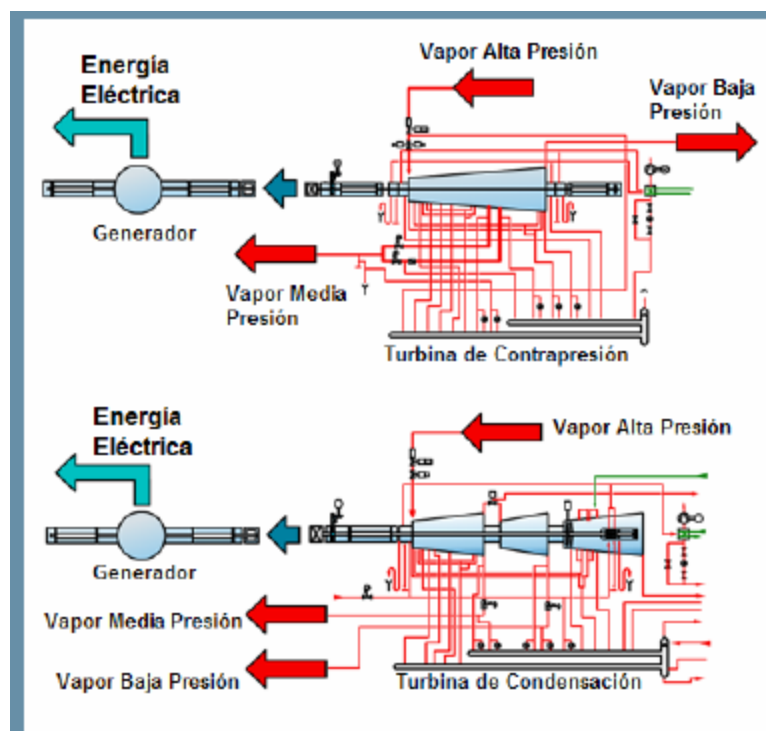 Energía
Eléctrica
Vapor Alta Presión
Vapor Baja
Presión
Generador
Vapor Media
Presión
Turbina de Contrapresión
Energía
Eléctrica
Vapor Alta Presión
Generador
Vapor Media Presión
Vapor Baja Presión
Turbina de Condensación